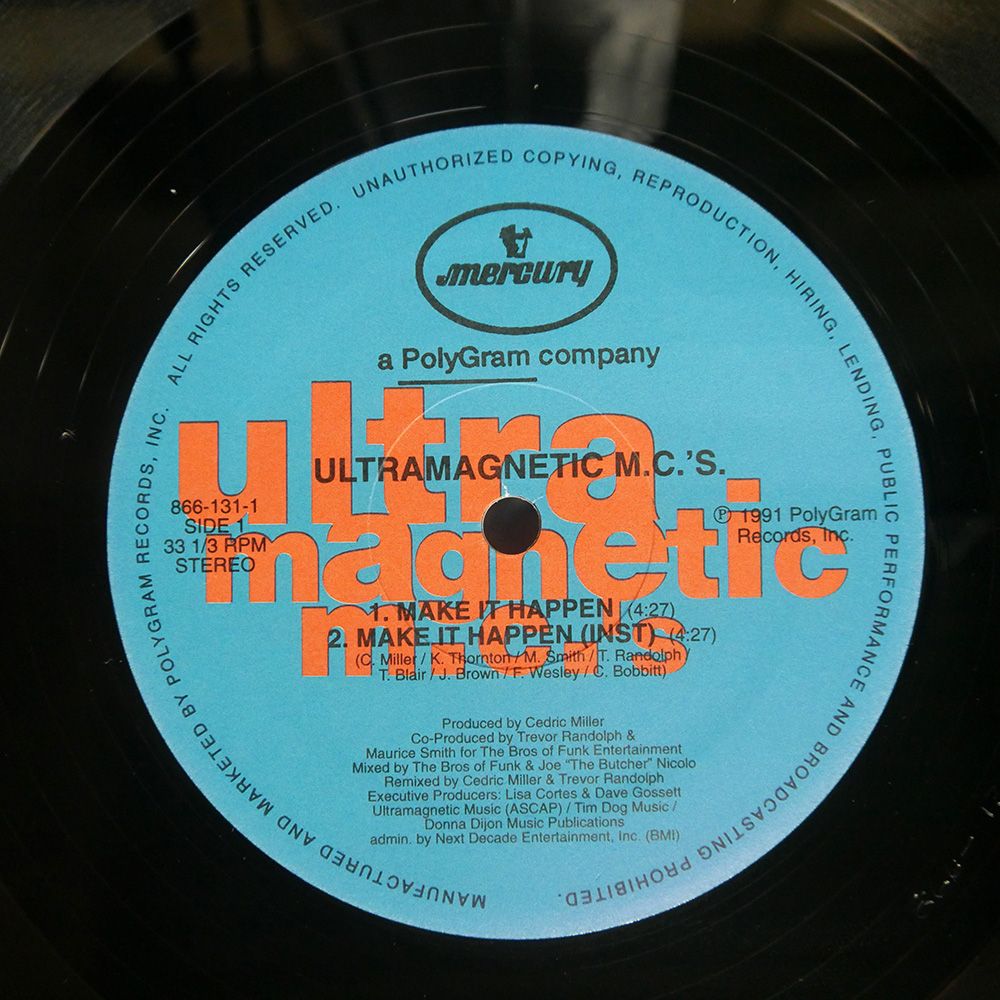 MANUFACTURED AND MARKETED BY POLYGRAM RECORDS, INC. ALL RIGHTS RESERVED. UNAUTHORIZED COPYING, REPRODUCTION, HIRING, LENDING, PUBLIC PERFORMANCE AND BROADCASTING PROHIBITED.
mercury
a PolyGram company
ultra
magnetic
m.c.'s
ULTRAMAGNETIC M.C.'S.
866-131-1
SIDE 1
33 1/3 RPM
STEREO
Ⓟ 1991 PolyGram
Records, Inc.
1. MAKE IT HAPPEN (4:27)
2. MAKE IT HAPPEN (INST) (4:27)
(C. Miller / K. Thornton / M. Smith / T. Randolph /
T. Blair / J. Brown / F. Wesley / C. Bobbitt)
Produced by Cedric Miller
Co-Produced by Trevor Randolph &
Maurice Smith for The Bros of Funk Entertainment
Mixed by The Bros of Funk & Joe "The Butcher" Nicolo
Remixed by Cedric Miller & Trevor Randolph
Executive Producers: Lisa Cortes & Dave Gossett
Ultramagnetic Music (ASCAP) / Tim Dog Music /
Donna Dijon Music Publications
admin. by Next Decade Entertainment, Inc. (BMI)